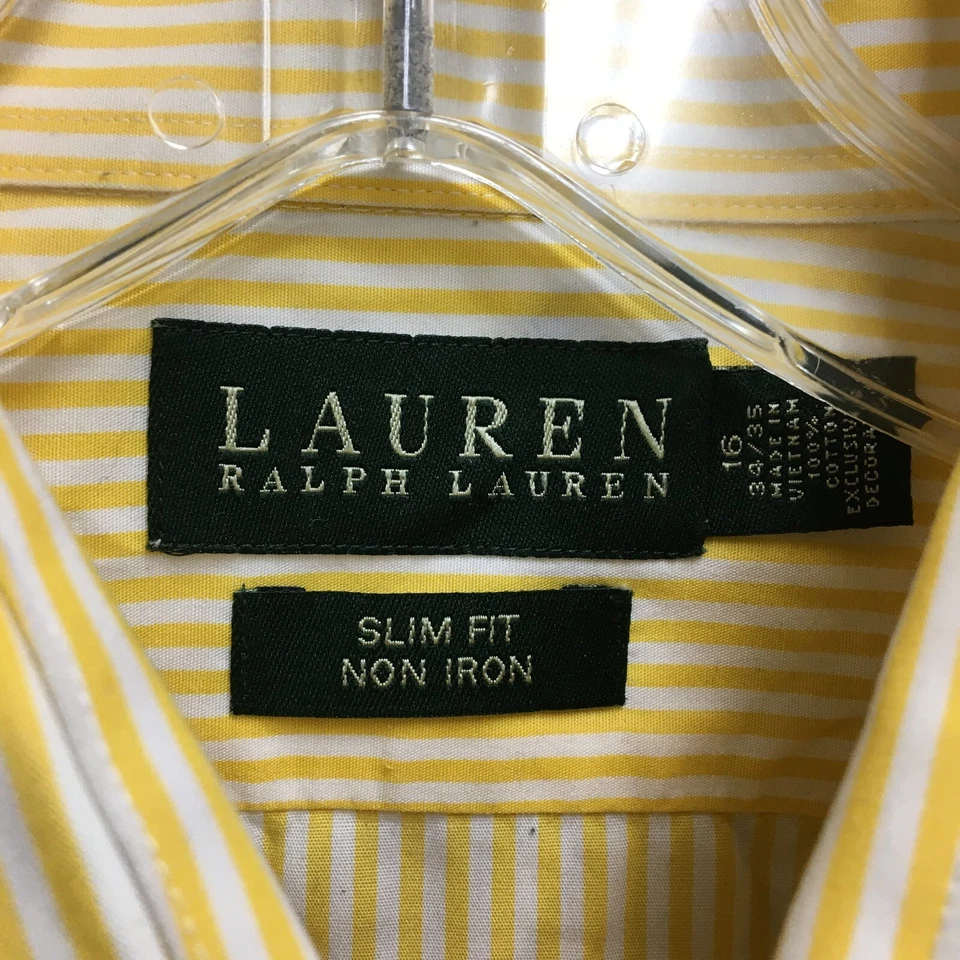 LAUREN
RALPH LAUREN
16
34/35
MADE IN
VIETNAM
100%
COTTON
SLIM FIT
NON IRON